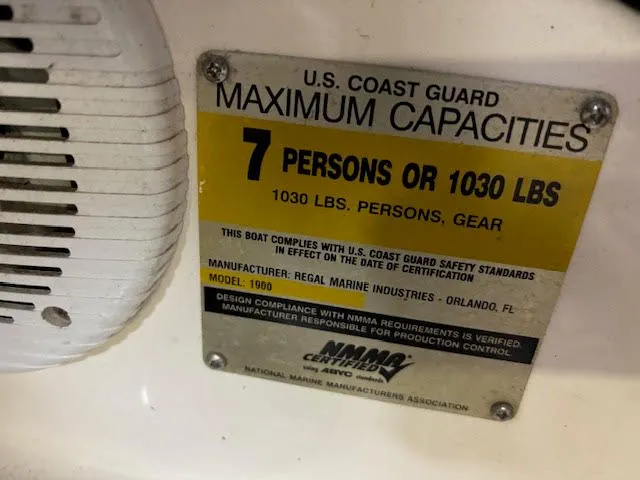 U.S. COAST GUARD
MAXIMUM CAPACITIES
7 PERSONS OR 1030 LBS
1030 LBS. PERSONS, GEAR
THIS BOAT COMPLIES WITH U.S. COAST GUARD SAFETY STANDARDS
IN EFFECT ON THE DATE OF CERTIFICATION
MANUFACTURER: REGAL MARINE INDUSTRIES - ORLANDO, FL
MODEL: 1900
DESIGN COMPLIANCE WITH NMMA REQUIREMENTS IS VERIFIED.
MANUFACTURER RESPONSIBLE FOR PRODUCTION CONTROL.
NMMA
CERTIFIED
using ABYC standards
NATIONAL MARINE MANUFACTURERS ASSOCIATION